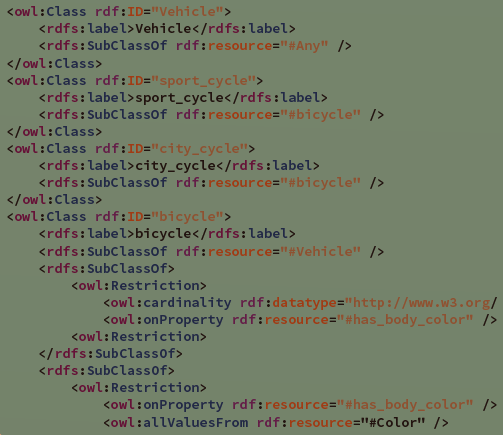 <owl:Class rdf:ID="Vehicle">
<rdfs:label>Vehicle</rdfs:label>
<rdfs:SubClassOf rdf:resource="#Any" />
</owl:Class>
<owl:Class rdf:ID="sport_cycle">
<rdfs:label>sport_cycle</rdfs:label>
<rdfs:SubClassOf rdf:resource="#bicycle" />
</owl:Class>
<owl:Class rdf:ID="city_cycle">
<rdfs:label>city_cycle</rdfs:label>
<rdfs:SubClassOf rdf:resource="#bicycle" />
</owl:Class>
<owl:Class rdf:ID="bicycle">
<rdfs:label>bicycle</rdfs:label>
<rdfs:SubClassOf rdf:resource="#Vehicle" />
<rdfs:SubClassOf>
<owl:Restriction>
<owl:cardinality rdf:datatype="http://www.w3.org/
<owl:onProperty rdf:resource="#has_body_color" />
<owl:Restriction>
</rdfs:SubClassOf>
<rdfs:SubClassOf>
<owl:Restriction>
<owl:onProperty rdf:resource="#has_body_color" />
<owl:allValuesFrom rdf:resource="#Color" />